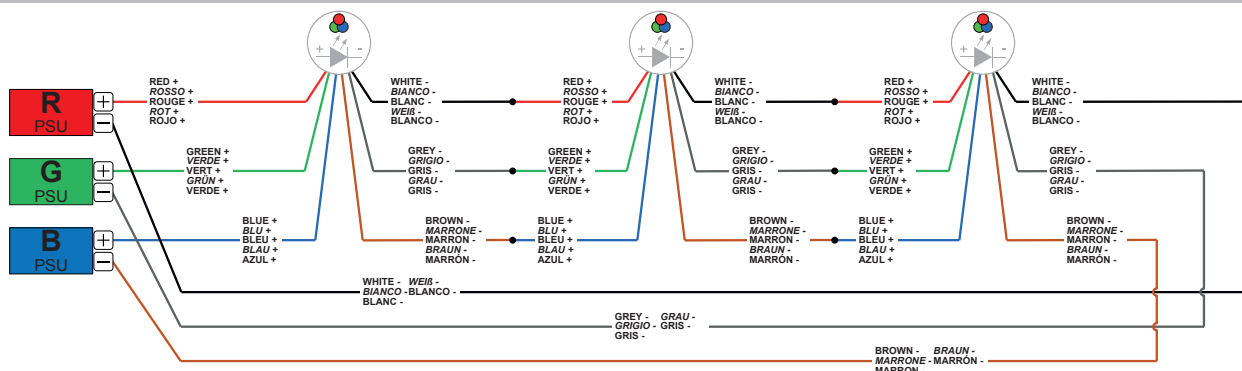 R
PSU
+
−
G
PSU
+
−
B
PSU
+
−
+ -
+ -
+ -
RED +
ROSSO +
ROUGE +
ROT +
ROJO +
WHITE -
BIANCO -
BLANC -
WEIß -
BLANCO -
RED +
ROSSO +
ROUGE +
ROT +
ROJO +
WHITE -
BIANCO -
BLANC -
WEIß -
BLANCO -
RED +
ROSSO +
ROUGE +
ROT +
ROJO +
WHITE -
BIANCO -
BLANC -
WEIß -
BLANCO -
GREEN +
VERDE +
VERT +
GRÜN +
VERDE +
GREY -
GRIGIO -
GRIS -
GRAU -
GRIS -
GREEN +
VERDE +
VERT +
GRÜN +
VERDE +
GREY -
GRIGIO -
GRIS -
GRAU -
GRIS -
GREEN +
VERDE +
VERT +
GRÜN +
VERDE +
GREY -
GRIGIO -
GRIS -
GRAU -
GRIS -
BLUE +
BLU +
BLEU +
BLAU +
AZUL +
BROWN -
MARRONE -
MARRON -
BRAUN -
MARRÓN -
BLUE +
BLU +
BLEU +
BLAU +
AZUL +
BROWN -
MARRONE -
MARRON -
BRAUN -
MARRÓN -
BLUE +
BLU +
BLEU +
BLAU +
AZUL +
BROWN -
MARRONE -
MARRON -
BRAUN -
MARRÓN -
WHITE - WEIß -
BIANCO - BLANCO -
BLANC -
GREY - GRAU -
GRIGIO - GRIS -
GRIS -
BROWN - BRAUN -
MARRONE - MARRÓN -
MARRON